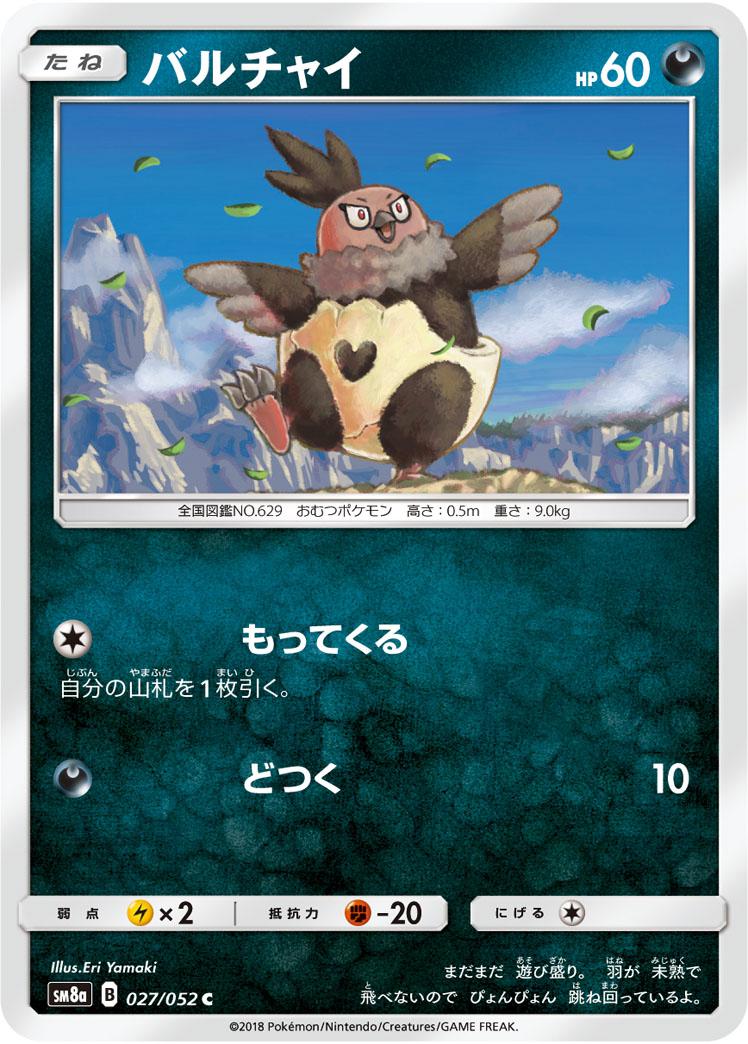 たね バルチャイ HP60
全国図鑑NO.629 おむつポケモン 高さ：0.5m 重さ：9.0kg
もってくる
自分の山札を1枚引く。
どつく 10
弱点 ×2 抵抗力 -20 にげる
Illus.Eri Yamaki
SM8a B 027/052 C
まだまだ 遊び盛り。 羽が 未熟で
飛べないので ぴょんぴょん 跳ね回っているよ。
©2018 Pokémon/Nintendo/Creatures/GAME FREAK.